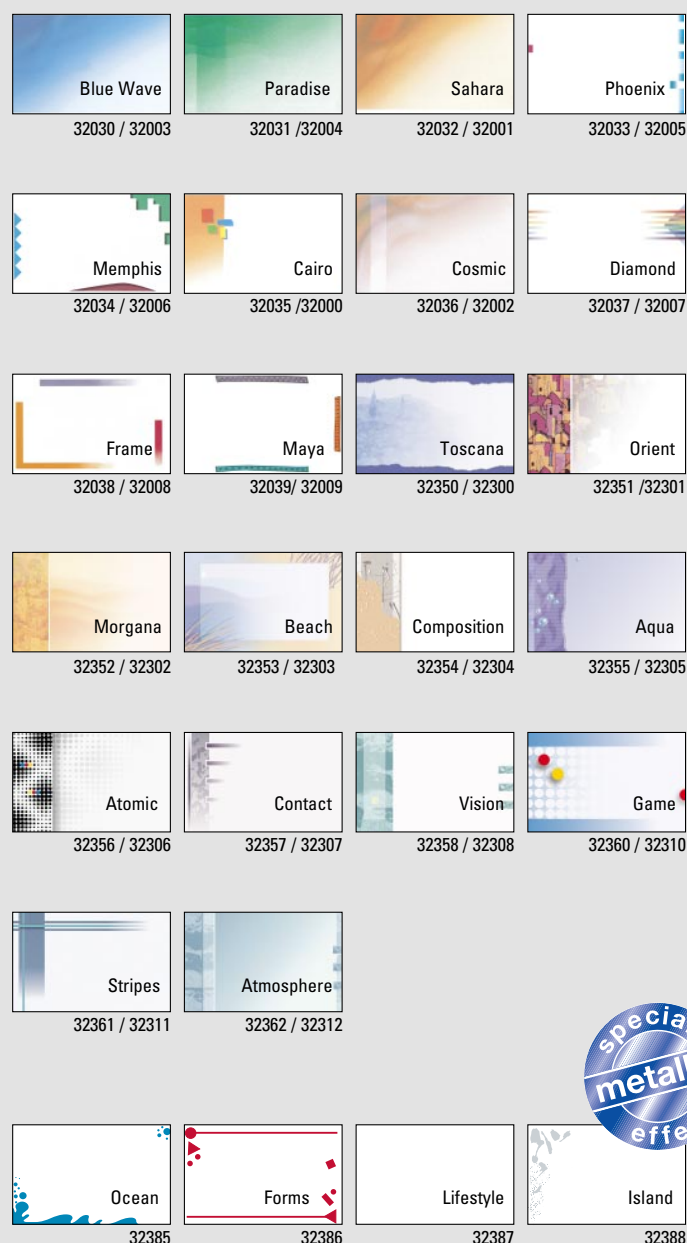 Blue Wave
Paradise
Sahara
Phoenix
32030 / 32003
32031 /32004
32032 / 32001
32033 / 32005
Memphis
Cairo
Cosmic
Diamond
32034 / 32006
32035 /32000
32036 / 32002
32037 / 32007
Frame
Maya
Toscana
Orient
32038 / 32008
32039/ 32009
32350 / 32300
32351 /32301
Morgana
Beach
Composition
Aqua
32352 / 32302
32353 / 32303
32354 / 32304
32355 / 32305
Atomic
Contact
Vision
Game
32356 / 32306
32357 / 32307
32358 / 32308
32360 / 32310
Stripes
Atmosphere
32361 / 32311
32362 / 32312
Ocean
Forms
Lifestyle
Island
32385
32386
32387
32388